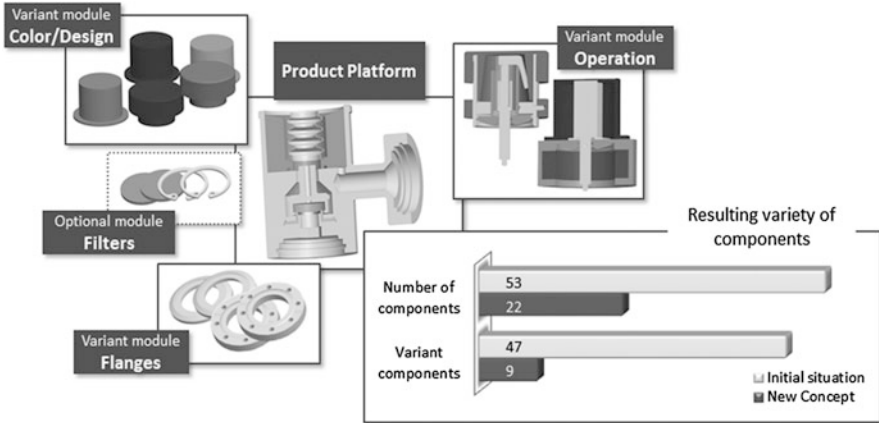 Variant module
Color/Design
Product Platform
Variant module
Operation
Optional module
Filters
Variant module
Flanges
Resulting variety of
components
Number of
components
53
22
Variant
components
47
9
Initial situation
New Concept